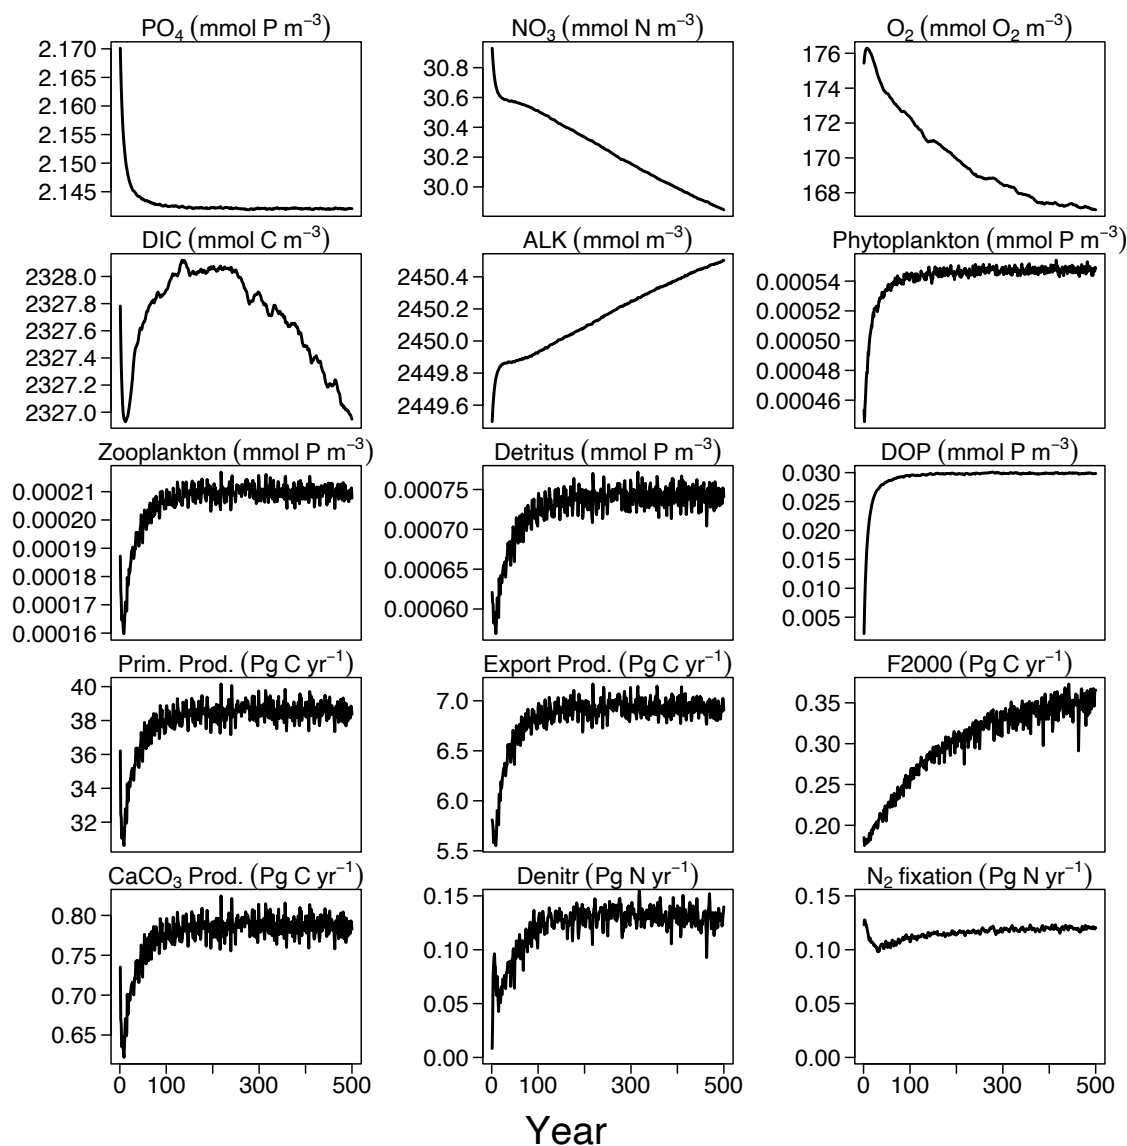 PO₄ (mmol P m⁻³) NO₃ (mmol N m⁻³) O₂ (mmol O₂ m⁻³)
2.170 2.165 2.160 2.155 2.150 2.145
30.8 30.6 30.4 30.2 30.0
176 174 172 170 168
DIC (mmol C m⁻³) ALK (mmol m⁻³) Phytoplankton (mmol P m⁻³)
2328.0 2327.8 2327.6 2327.4 2327.2 2327.0
2450.4 2450.2 2450.0 2449.8 2449.6
0.00054 0.00052 0.00050 0.00048 0.00046
Zooplankton (mmol P m⁻³) Detritus (mmol P m⁻³) DOP (mmol P m⁻³)
0.00021 0.00020 0.00019 0.00018 0.00017 0.00016
0.00075 0.00070 0.00065 0.00060
0.030 0.025 0.020 0.015 0.010 0.005
Prim. Prod. (Pg C yr⁻¹) Export Prod. (Pg C yr⁻¹) F2000 (Pg C yr⁻¹)
40 38 36 34 32
7.0 6.5 6.0 5.5
0.35 0.30 0.25 0.20
CaCO₃ Prod. (Pg C yr⁻¹) Denitr (Pg N yr⁻¹) N₂ fixation (Pg N yr⁻¹)
0.80 0.75 0.70 0.65
0.15 0.10 0.05 0.00
0.15 0.10 0.05 0.00
0 100 300 500 0 100 300 500 0 100 300 500
Year